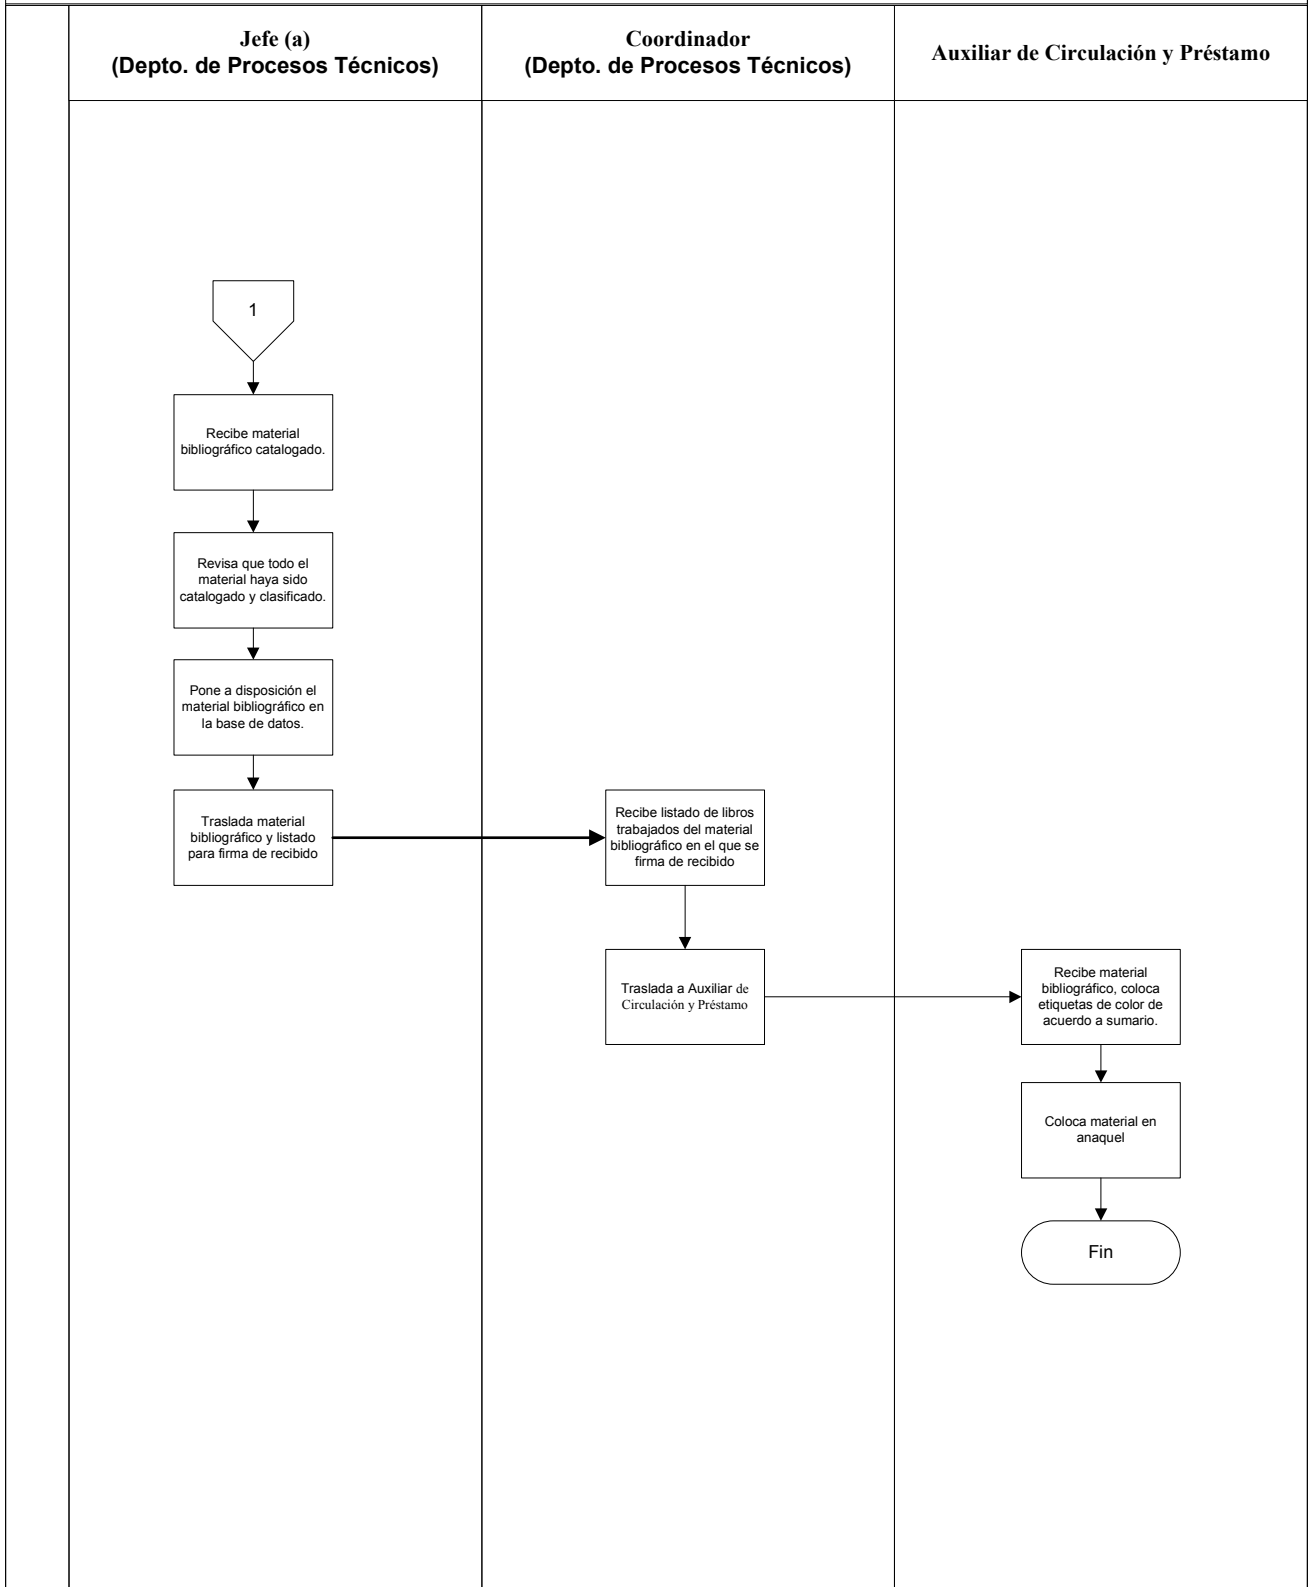 Jefe (a)
(Depto. de Procesos Técnicos)
Coordinador
(Depto. de Procesos Técnicos)
Auxiliar de Circulación y Préstamo
1
Recibe material
bibliográfico catalogado.
Revisa que todo el
material haya sido
catalogado y clasificado.
Pone a disposición el
material bibliográfico en
la base de datos.
Traslada material
bibliográfico y listado
para firma de recibido
Recibe listado de libros
trabajados del material
bibliográfico en el que se
firma de recibido
Traslada a Auxiliar de
Circulación y Préstamo
Recibe material
bibliográfico, coloca
etiquetas de color de
acuerdo a sumario.
Coloca material en
anaquel
Fin